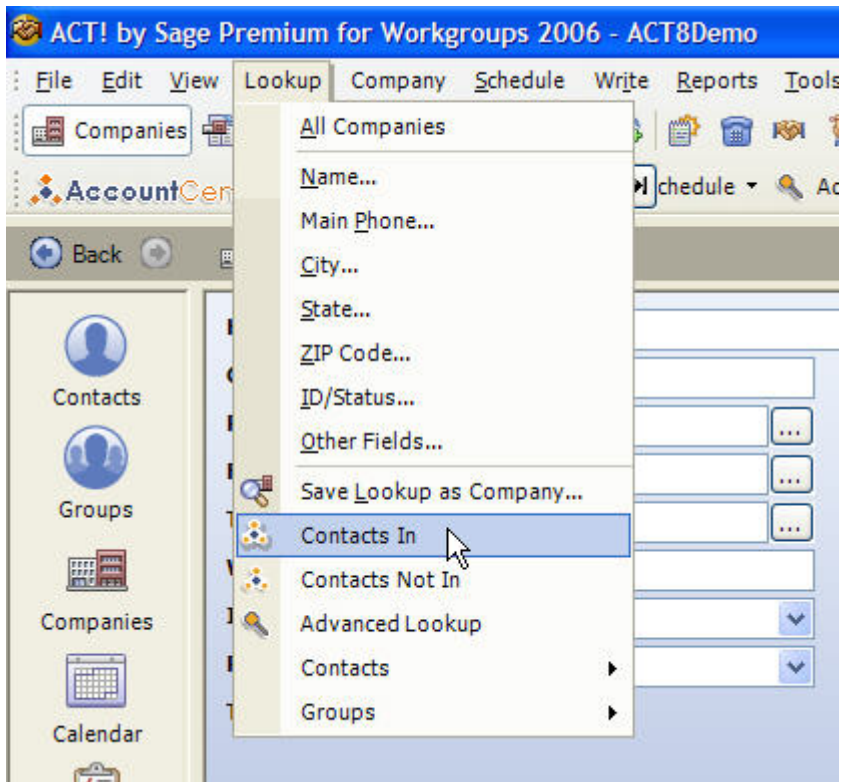 ACT! by Sage Premium for Workgroups 2006 - ACT8Demo
File Edit View Lookup Company Schedule Write Reports Tools
Companies
AccountCen
chedule
Back
All Companies
Name...
Main Phone...
City...
State...
ZIP Code...
ID/Status...
Other Fields...
Save Lookup as Company...
Contacts In
Contacts Not In
Advanced Lookup
Contacts
Groups
Contacts
Groups
Companies
Calendar
...
...
...